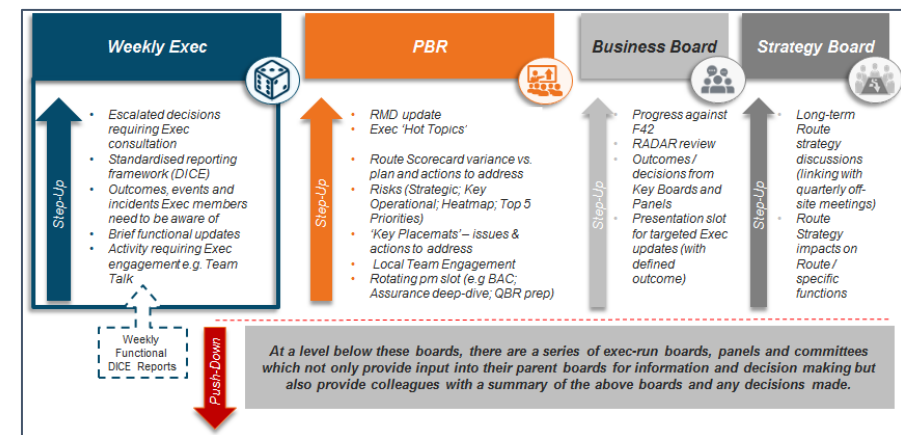 Weekly Exec
PBR
Business Board
Strategy Board
Step-Up
• Escalated decisions
requiring Exec
consultation
• Standardised reporting
framework (DICE)
• Outcomes, events and
incidents Exec members
need to be aware of
• Brief functional updates
• Activity requiring Exec
engagement e.g. Team
Talk
Step-Up
• RMD update
• Exec ‘Hot Topics’
• Route Scorecard variance vs.
plan and actions to address
• Risks (Strategic; Key
Operational; Heatmap; Top 5
Priorities)
• ‘Key Placemats’ – issues &
actions to address
• Local Team Engagement
• Rotating pm slot (e.g BAC;
Assurance deep-dive; QBR prep)
Step-Up
• Progress against
F42
• RADAR review
• Outcomes /
decisions from
Key Boards and
Panels
• Presentation slot
for targeted Exec
updates (with
defined
outcome)
Step-Up
• Long-term
Route
strategy
discussions
(linking with
quarterly off-
site meetings)
• Route
Strategy
impacts on
Route /
specific
functions
Weekly
Functional
DICE Reports
Push-Down
At a level below these boards, there are a series of exec-run boards, panels and committees
which not only provide input into their parent boards for information and decision making but
also provide colleagues with a summary of the above boards and any decisions made.